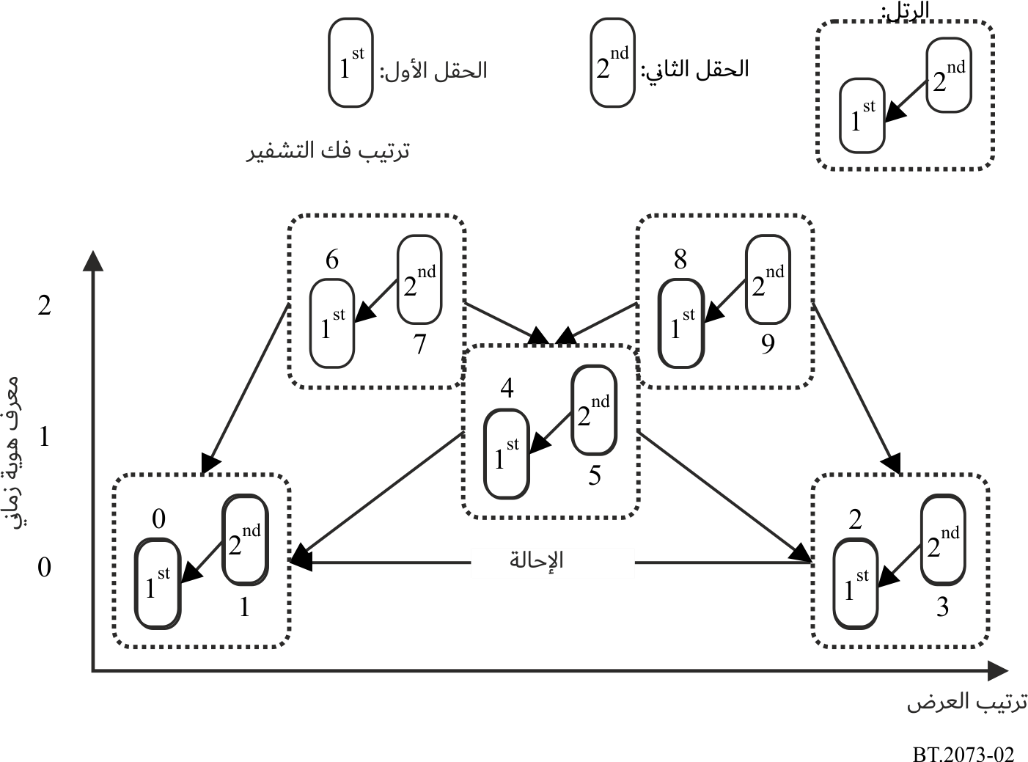 الرتل:
1st الحقل الأول:
2nd الحقل الثاني:
2nd
1st
ترتيب فك التشفير
2
1
0
معرف هوية زماني
6
1st
2nd
7
8
1st
2nd
9
4
1st
2nd
5
0
1st
2nd
1
الإحالة
2
1st
2nd
3
ترتيب العرض
BT.2073-02